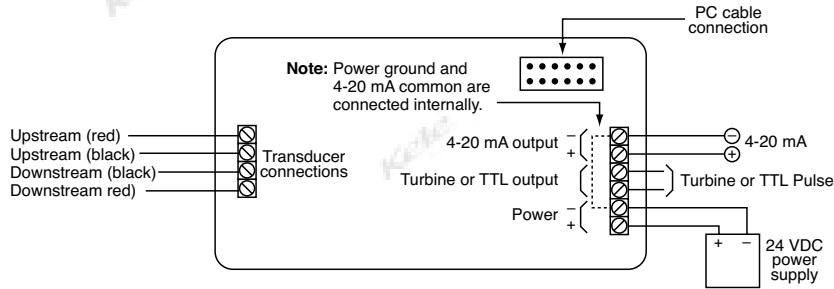 PC cable
connection
Note: Power ground and
4-20 mA common are
connected internally.
Upstream (red)
Upstream (black)
Downstream (black)
Downstream red)
Transducer
connections
4-20 mA output
–
+
Turbine or TTL output
Power
–
+
– 4-20 mA
+
Turbine or TTL Pulse
+ –
24 VDC
power
supply
Kele